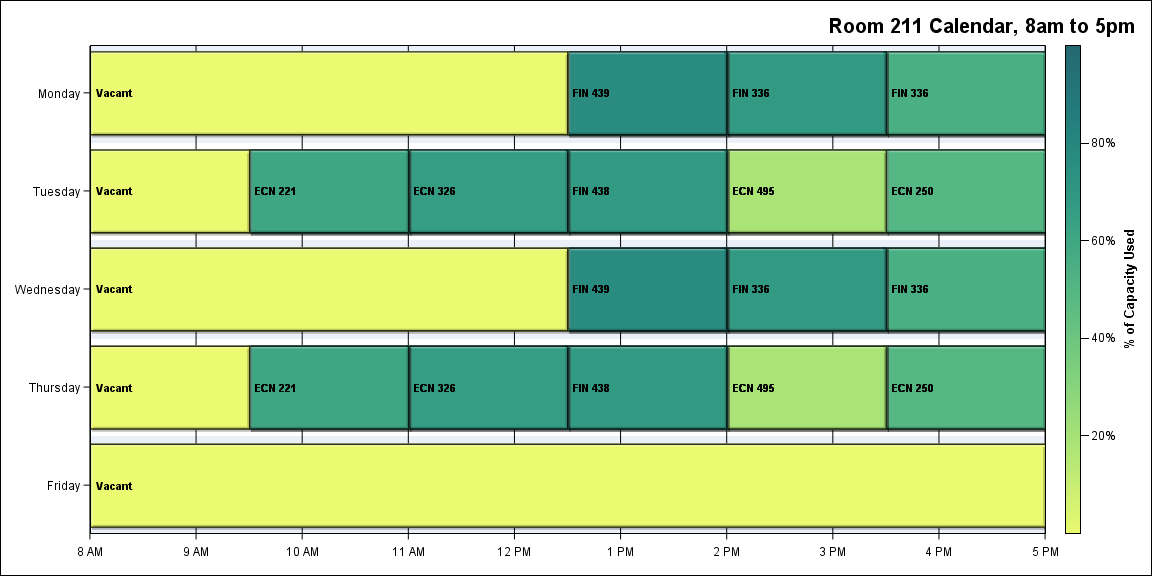 Room 211 Calendar, 8am to 5pm
Monday
Vacant
FIN 439
FIN 336
FIN 336
80%
Tuesday
Vacant
ECN 221
ECN 326
FIN 438
ECN 495
ECN 250
60%
Wednesday
Vacant
FIN 439
FIN 336
FIN 336
% of Capacity Used
40%
Thursday
Vacant
ECN 221
ECN 326
FIN 438
ECN 495
ECN 250
20%
Friday
Vacant
8 AM
9 AM
10 AM
11 AM
12 PM
1 PM
2 PM
3 PM
4 PM
5 PM